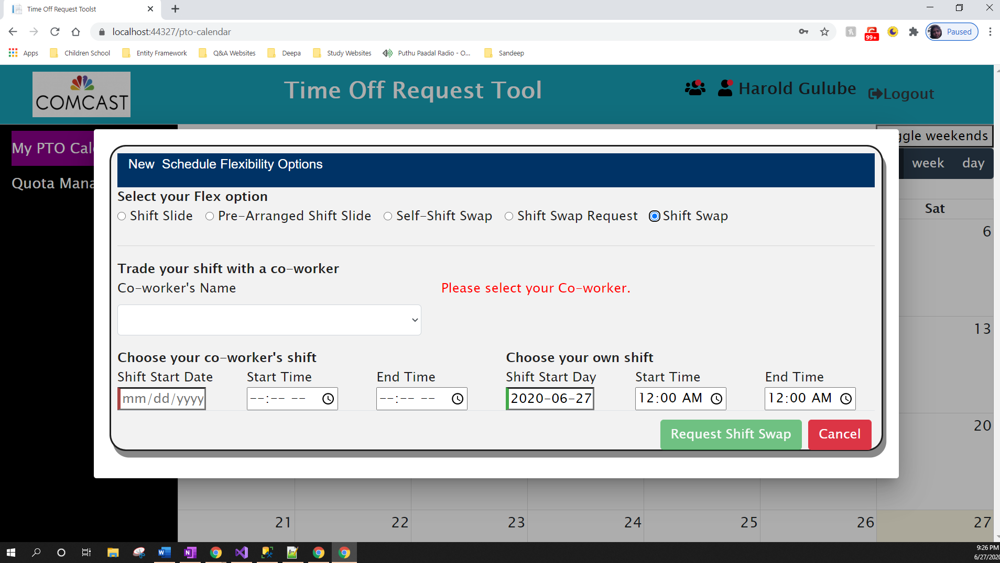 Time Off Request Toolst
localhost:44327/pto-calendar
99+
Paused
Apps
Children School
Entity Framework
Q&A Websites
Deepa
Study Websites
Puthu Paadal Radio - O...
Sandeep
COMCAST
Time Off Request Tool
Harold Gulube
Logout
My PTO Cal
ggle weekends
Quota Mana
week day
New Schedule Flexibility Options
Select your Flex option
Shift Slide Pre-Arranged Shift Slide Self-Shift Swap Shift Swap Request Shift Swap
Sat
6
Trade your shift with a co-worker
Co-worker's Name Please select your Co-worker.
13
Choose your co-worker's shift Choose your own shift
Shift Start Date Start Time End Time Shift Start Day Start Time End Time
mm/dd/yyyy --:-- -- --:-- -- 2020-06-27 12:00 AM 12:00 AM
20
Request Shift Swap Cancel
21 22 23 24 25 26 27
9:26 PM
6/27/2020